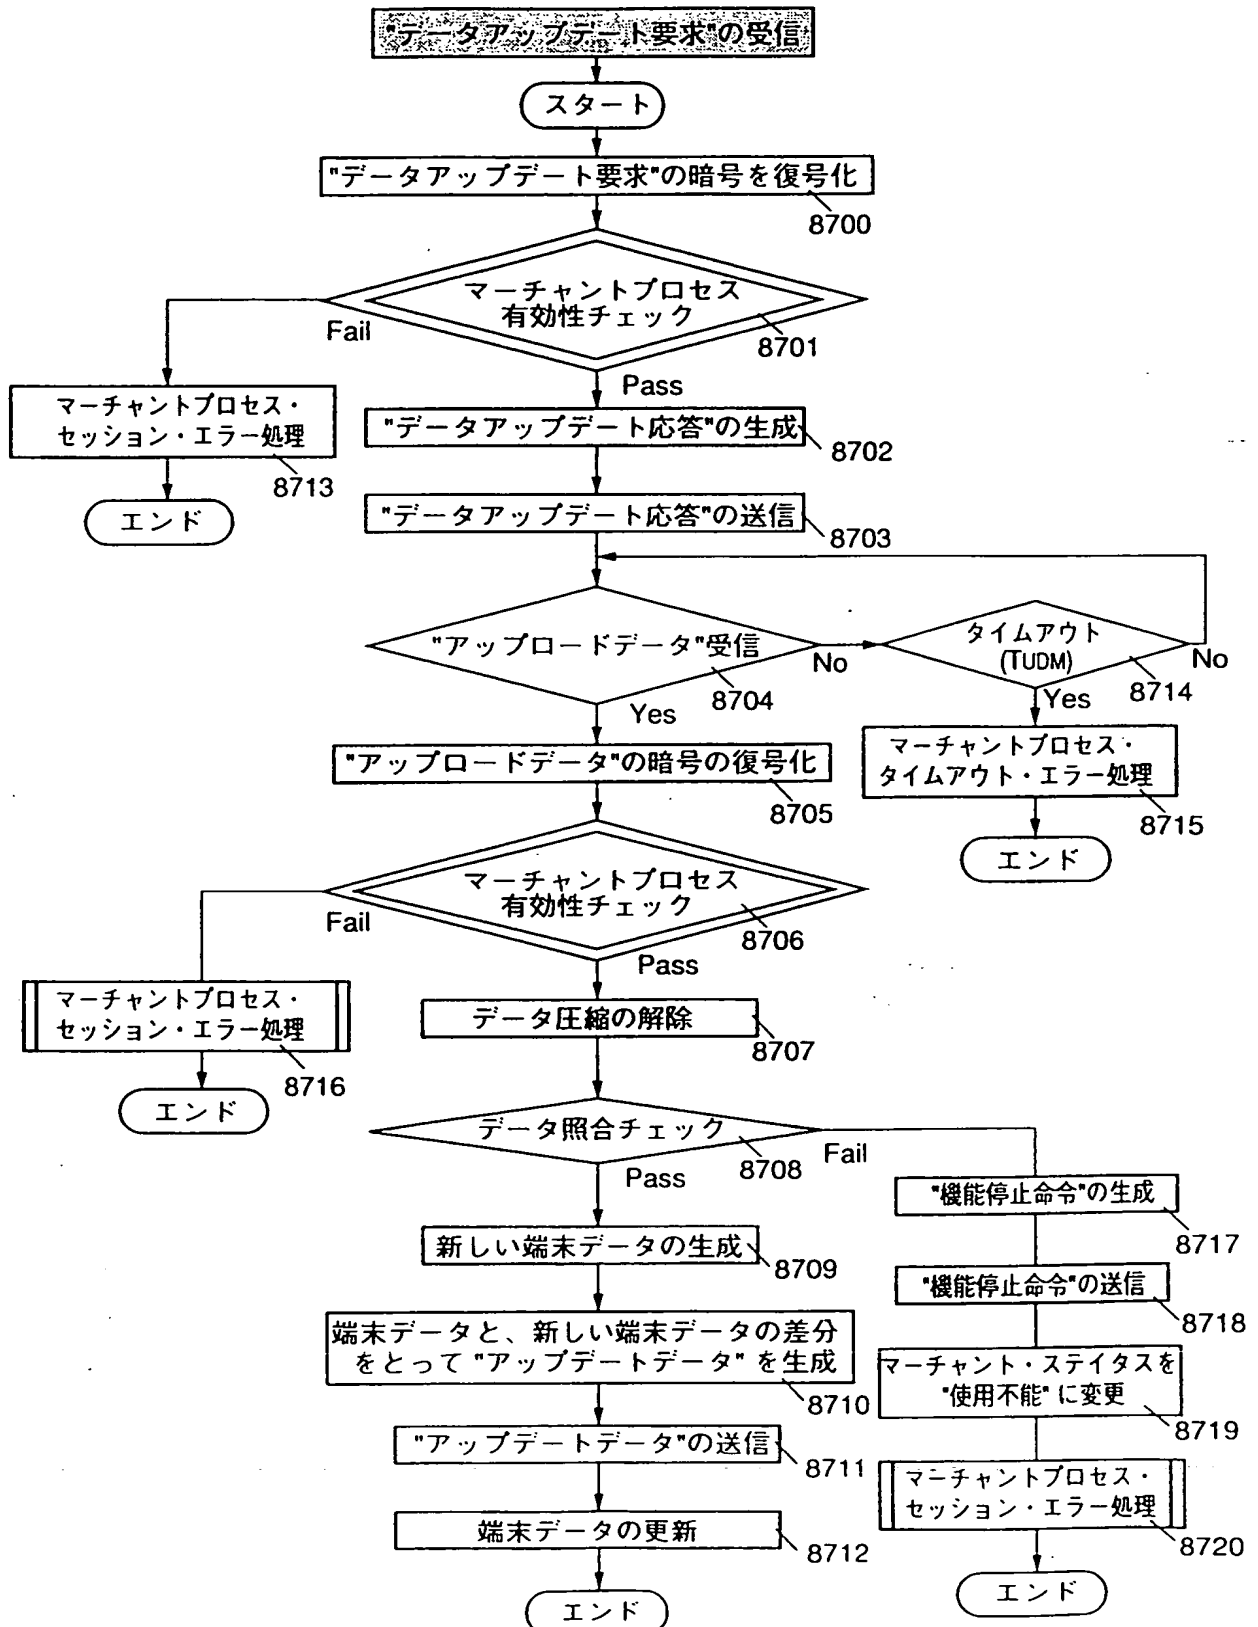 "データアップデート要求"の受信
スタート
"データアップデート要求"の暗号を復号化
8700
マーチャントプロセス
有効性チェック
8701
Fail
Pass
マーチャントプロセス・
セッション・エラー処理
8713
エンド
"データアップデート応答"の生成
8702
"データアップデート応答"の送信
8703
"アップロードデータ"受信
8704
No
Yes
タイムアウト
(TUDM)
8714
No
Yes
マーチャントプロセス・
タイムアウト・エラー処理
8715
エンド
"アップロードデータ"の暗号の復号化
8705
マーチャントプロセス
有効性チェック
8706
Fail
Pass
マーチャントプロセス・
セッション・エラー処理
8716
エンド
データ圧縮の解除
8707
データ照合チェック
8708
Fail
Pass
"機能停止命令"の生成
8717
"機能停止命令"の送信
8718
マーチャント・ステイタスを
"使用不能"に変更
8719
マーチャントプロセス・
セッション・エラー処理
8720
エンド
新しい端末データの生成
8709
端末データと、新しい端末データの差分
をとって"アップデートデータ"を生成
8710
"アップデートデータ"の送信
8711
端末データの更新
8712
エンド